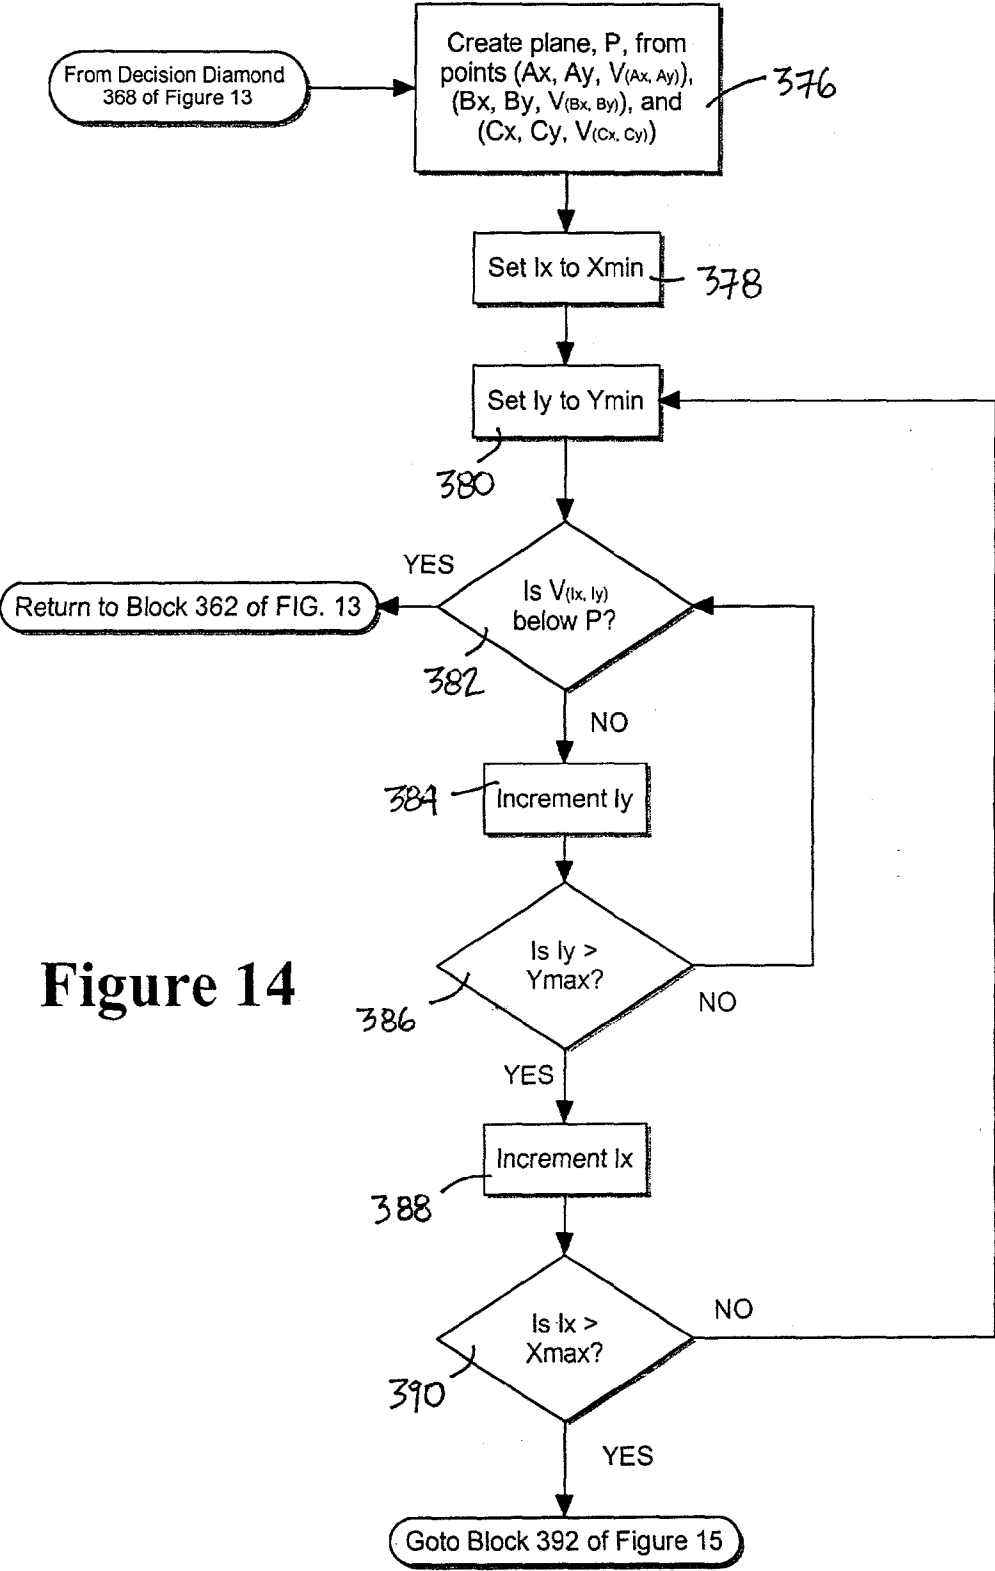 From Decision Diamond
368 of Figure 13
Create plane, P, from
points (Ax, Ay, V(Ax, Ay)),
(Bx, By, V(Bx, By)), and
(Cx, Cy, V(Cx, Cy))
376
Set Ix to Xmin
378
Set Iy to Ymin
380
YES
Is V(Ix, Iy)
below P?
Return to Block 362 of FIG. 13
382
NO
384
Increment Iy
Is Iy >
Ymax?
Figure 14
386
NO
YES
Increment Ix
388
Is Ix >
Xmax?
NO
390
YES
Goto Block 392 of Figure 15